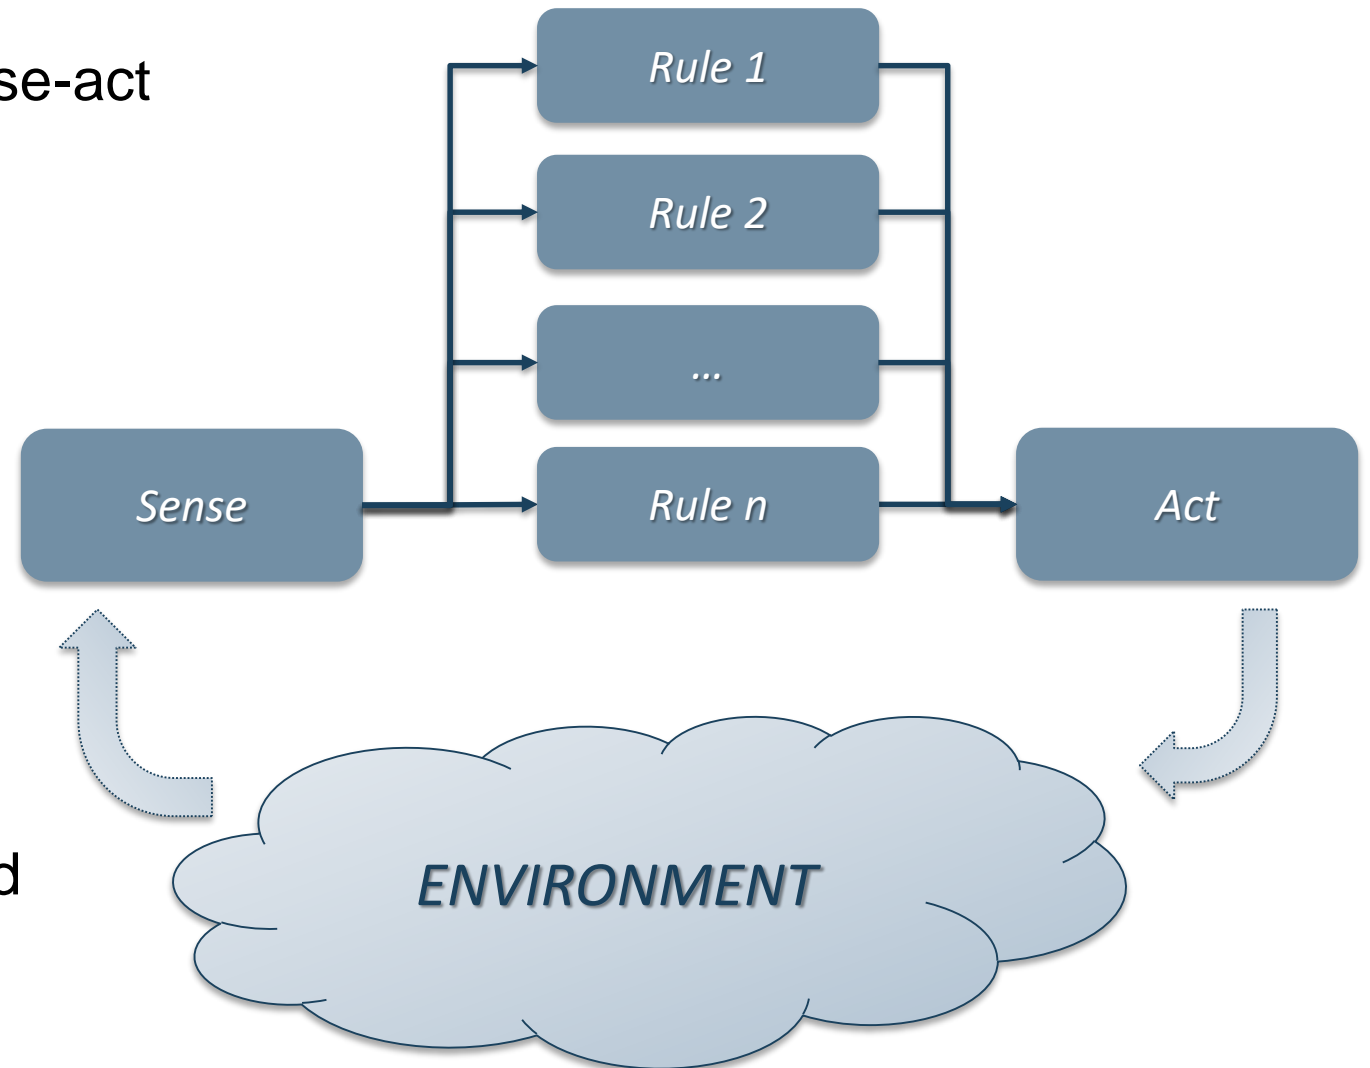 se-act
Rule 1
Rule 2
...
Rule n
Sense
Act
d
ENVIRONMENT